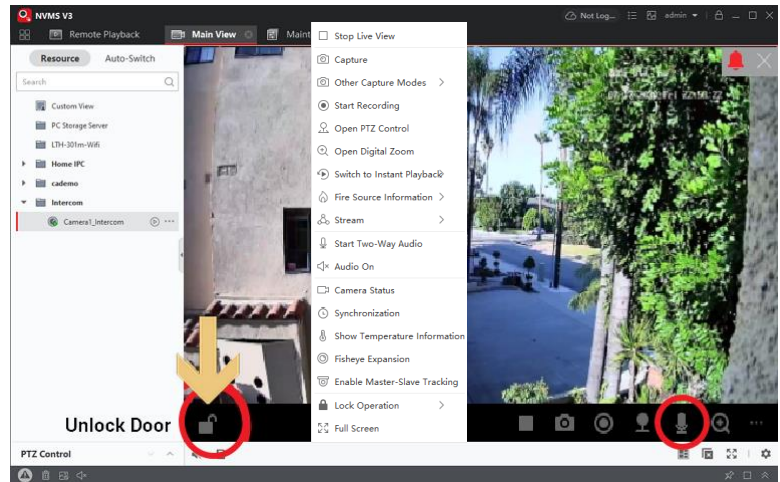 NVMS V3
Not Log...
admin
Remote Playback
Main View
Maint
Resource
Auto-Switch
Search
Custom View
PC Storage Server
LTH-301m-Wifi
Home IPC
cademo
Intercom
Camera1_Intercom
Stop Live View
Capture
Other Capture Modes
Start Recording
Open PTZ Control
Open Digital Zoom
Switch to Instant Playback
Fire Source Information
Stream
Start Two-Way Audio
Audio On
Camera Status
Synchronization
Show Temperature Information
Fisheye Expansion
Enable Master-Slave Tracking
Lock Operation
Full Screen
Unlock Door
PTZ Control